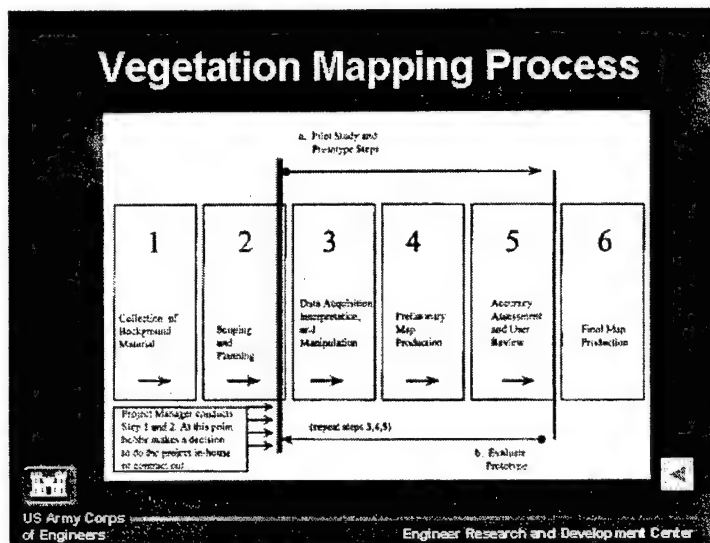 Vegetation Mapping Process
a. Pilot Study and
Prototype Steps
1
Collection of
Background
Material
2
Scoping
and
Planning
3
Data Acquisition,
Interpretation,
and
Manipulation
4
Preliminary
Map
Production
5
Accuracy
Assessment
and User
Review
6
Final Map
Production
Project Manager conducts
Step 1 and 2. At this point
he/she makes a decision
to do the project in-house
or contract out
(repeat steps 3,4,5)
b. Evaluate
Prototype
US Army Corps
of Engineers
Engineer Research and Development Center